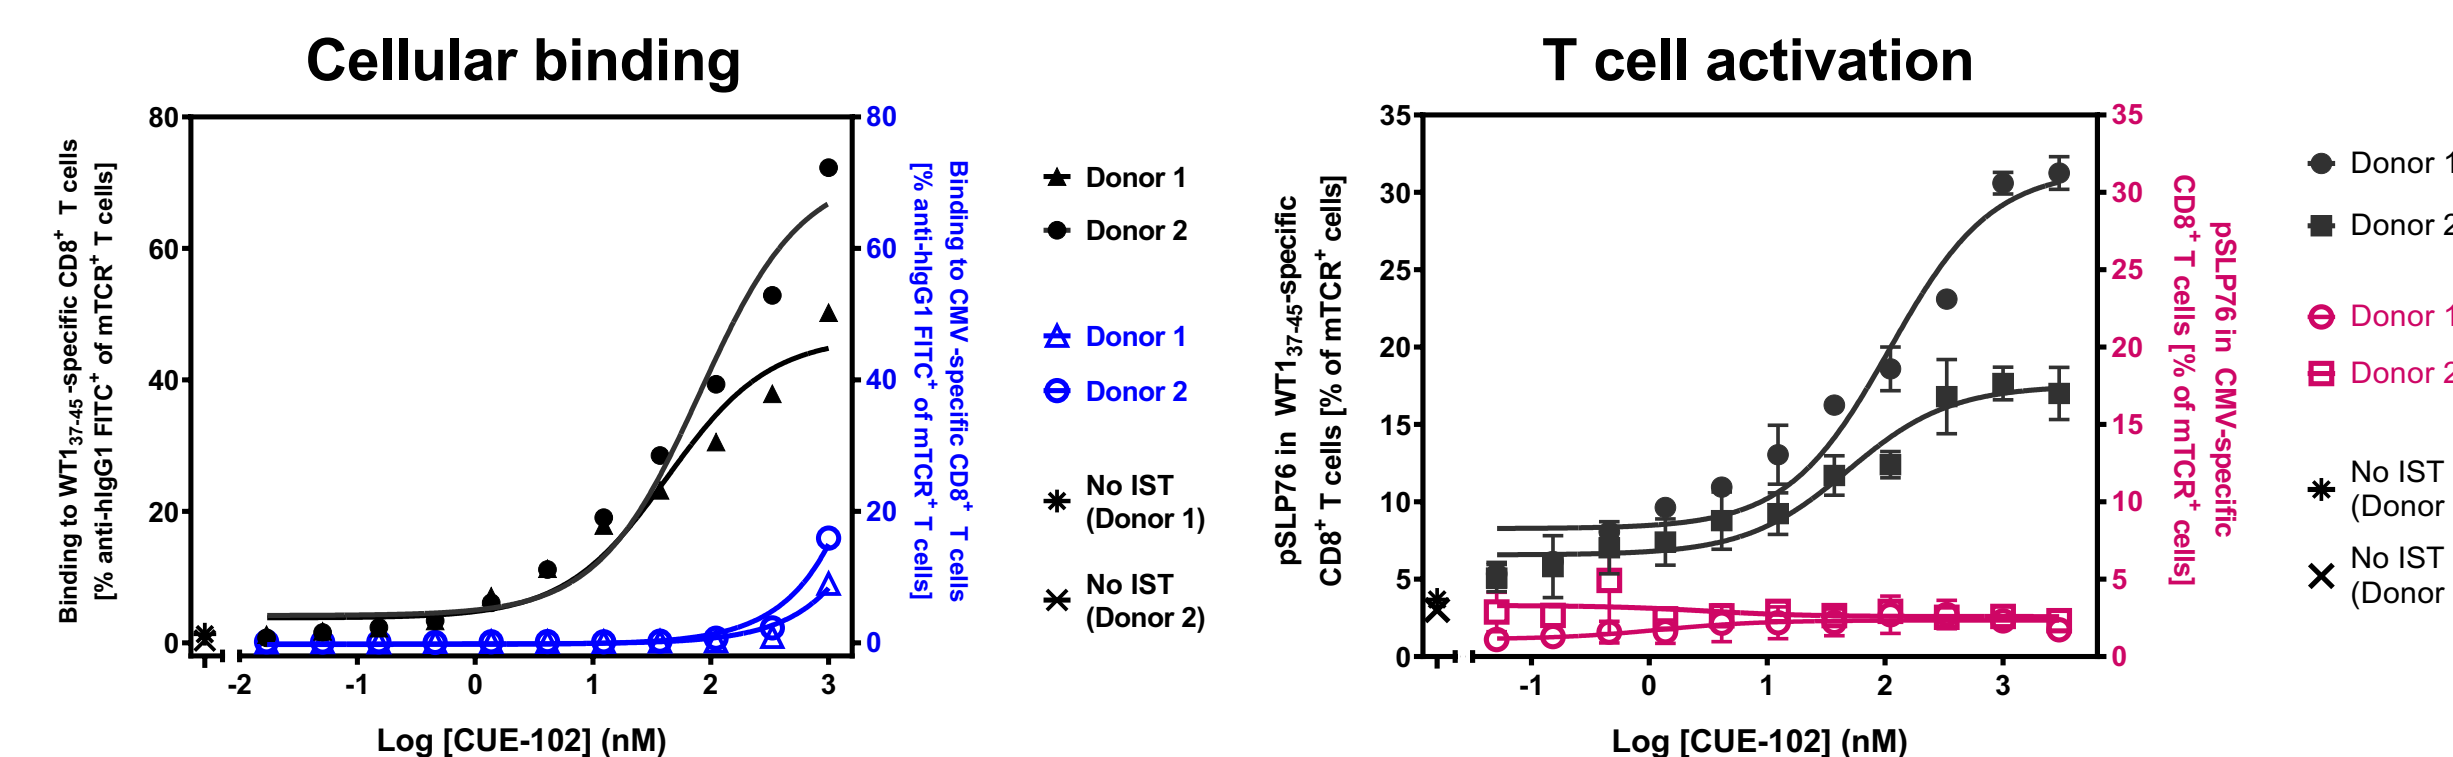 Cellular binding
80
60
40
20
0
Binding to WT137-45-specific CD8+ T cells
[% anti-hIgG1 FITC+ of mTCR+ T cells]
80
60
40
20
0
Binding to CMV-specific CD8+ T cells
[% anti-hIgG1 FITC+ of mTCR+ T cells]
-2 -1 0 1 2 3
Log [CUE-102] (nM)
Donor 1
Donor 2
Donor 1
Donor 2
No IST
(Donor 1)
No IST
(Donor 2)
T cell activation
35
30
25
20
15
10
5
0
pSLP76 in WT137-45-specific
CD8+ T cells [% of mTCR+ cells]
35
30
25
20
15
10
5
0
pSLP76 in CMV-specific
CD8+ T cells [% of mTCR+ cells]
-1 0 1 2 3
Log [CUE-102] (nM)
Donor 1
Donor 2
Donor 1
Donor 2
No IST
(Donor
No IST
(Donor